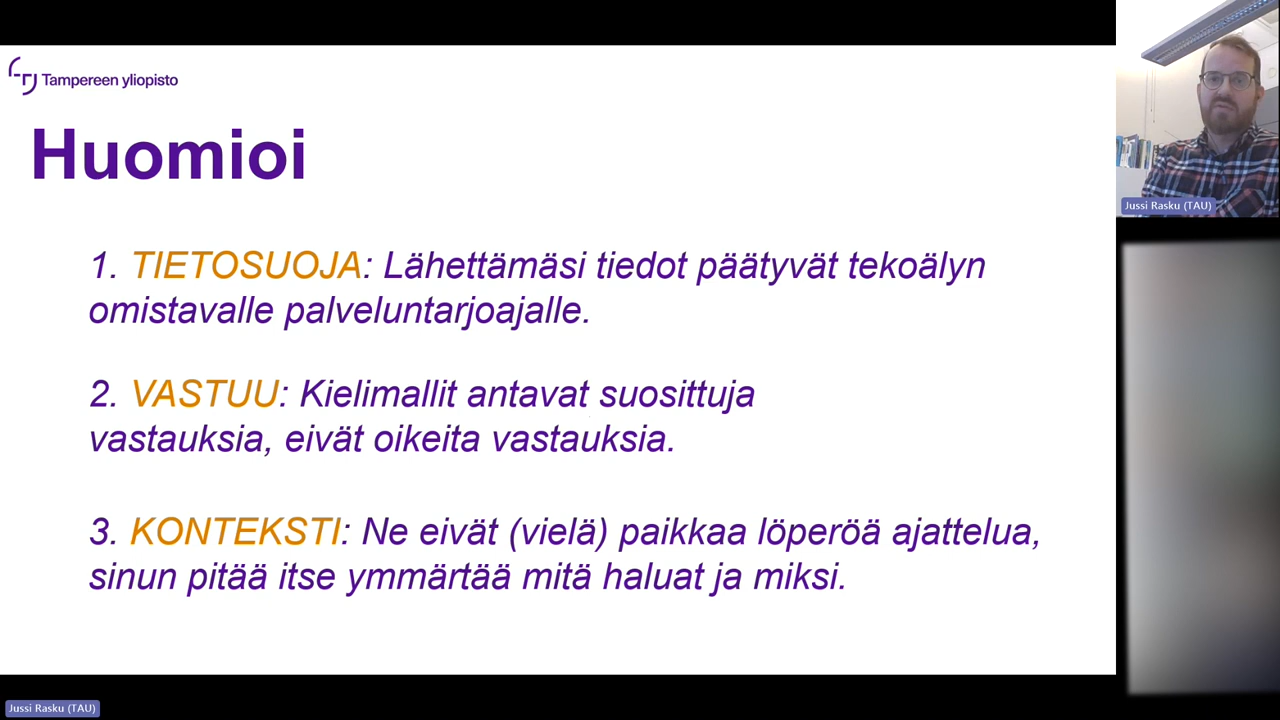 Tampereen yliopisto
Huomioi
1. TIETOSUOJA: Lähettämäsi tiedot päätyvät tekoälyn
omistavalle palveluntarjoajalle.
2. VASTUU: Kielimallit antavat suosittuja
vastauksia, eivät oikeita vastauksia.
3. KONTEKSTI: Ne eivät (vielä) paikkaa löperöä ajattelua,
sinun pitää itse ymmärtää mitä haluat ja miksi.
Jussi Rasku (TAU)
Jussi Rasku (TAU)